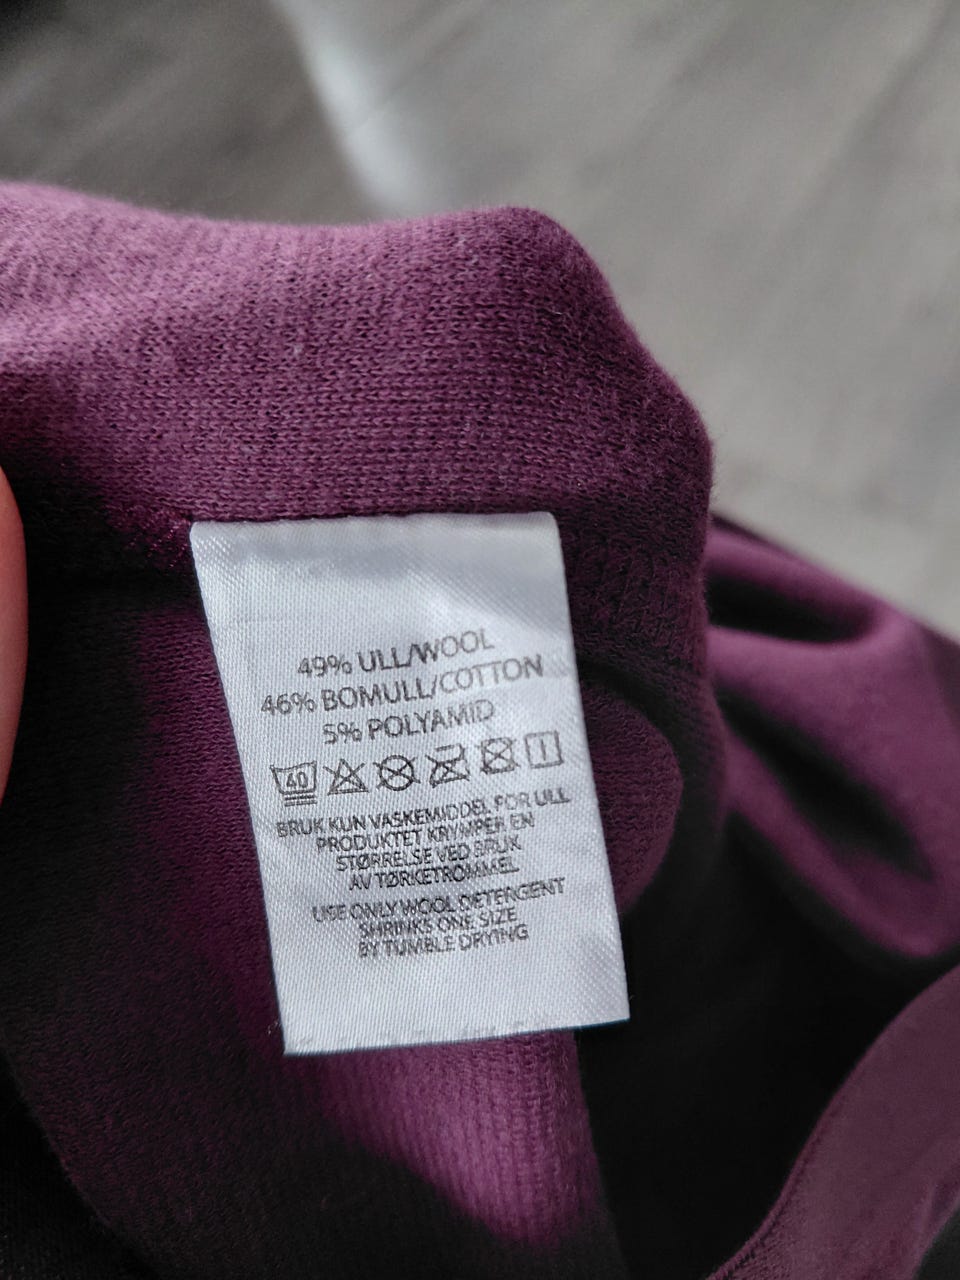 49% ULL/WOOL
46% BOMULL/COTTON
5% POLYAMID
40
BRUK KUN VASKEMIDDEL FOR ULL
PRODUKTET KRYMPER EN
STØRRELSE VED BRUK
AV TØRKETROMMEL
USE ONLY WOOL DETERGENT
SHRINKS ONE SIZE
BY TUMBLE DRYING